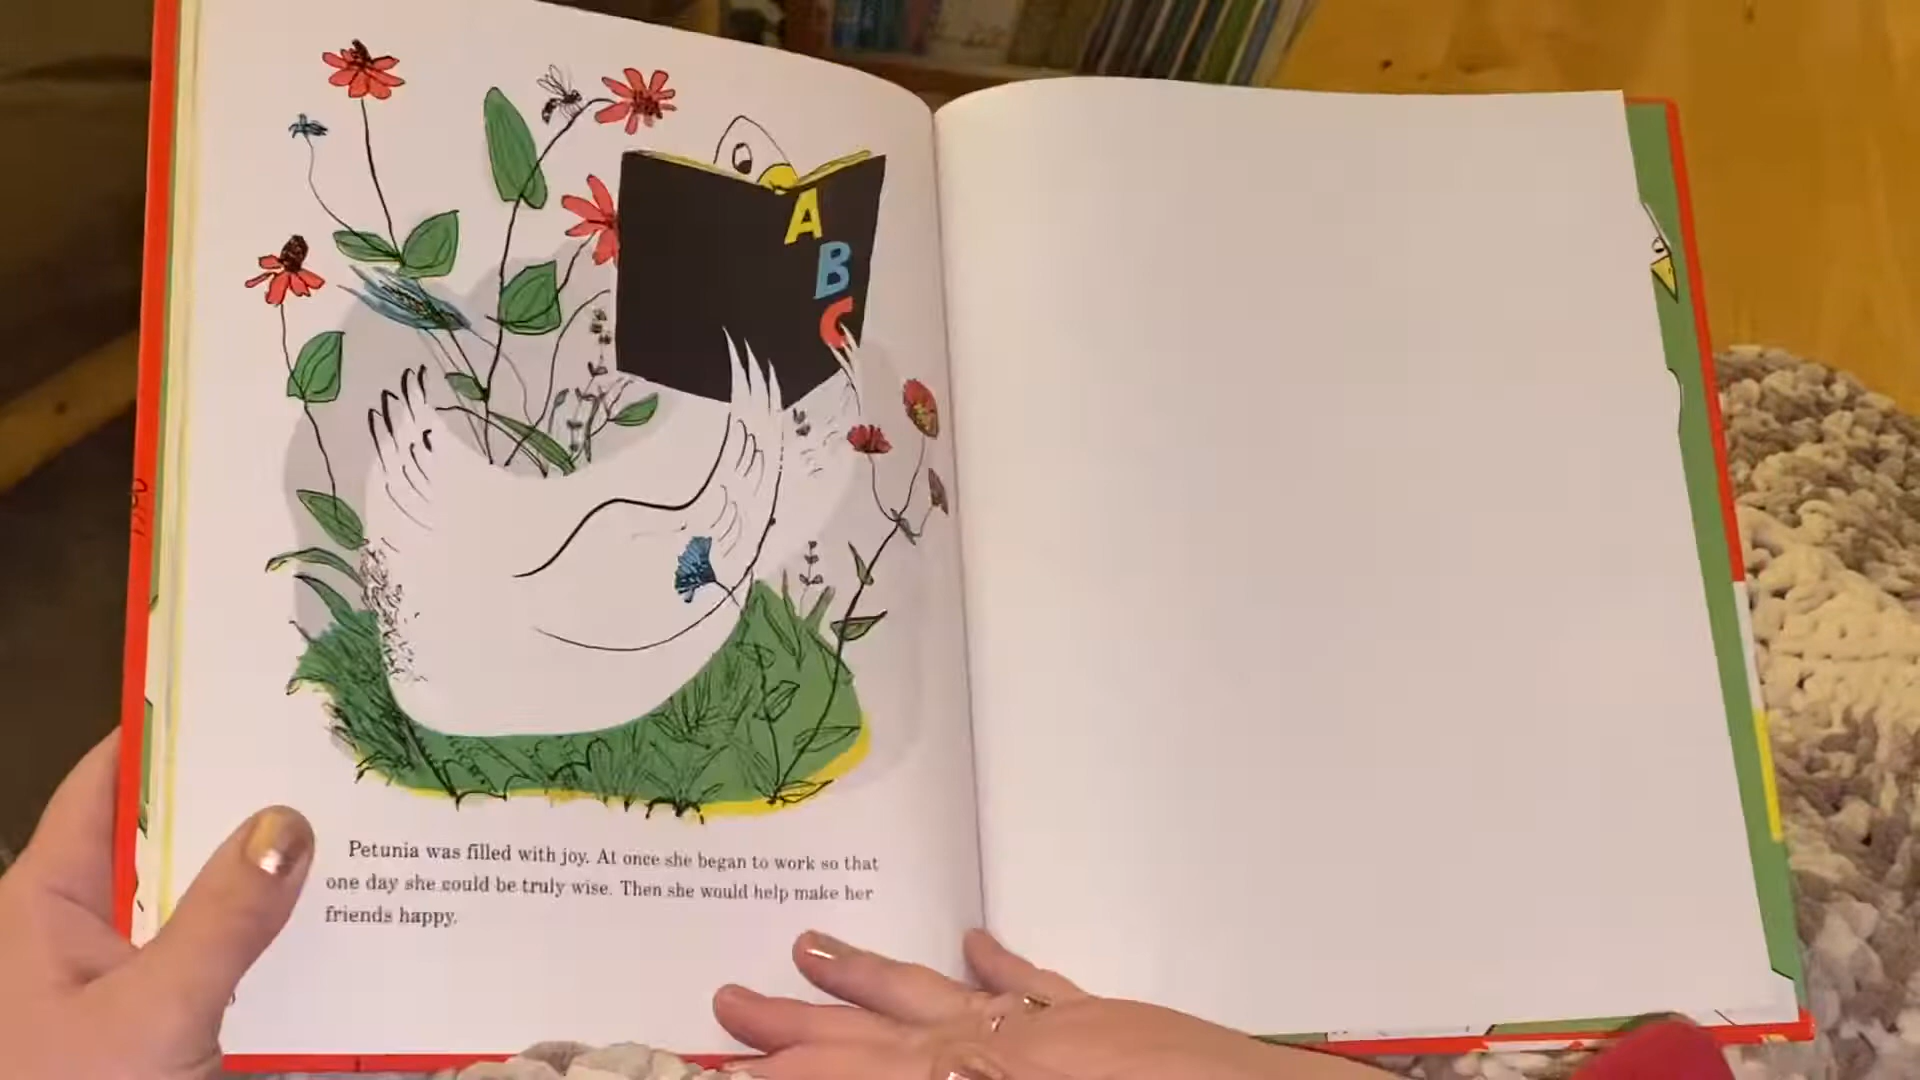 A
B
C
Petunia was filled with joy. At once she began to work so that
one day she could be truly wise. Then she would help make her
friends happy.